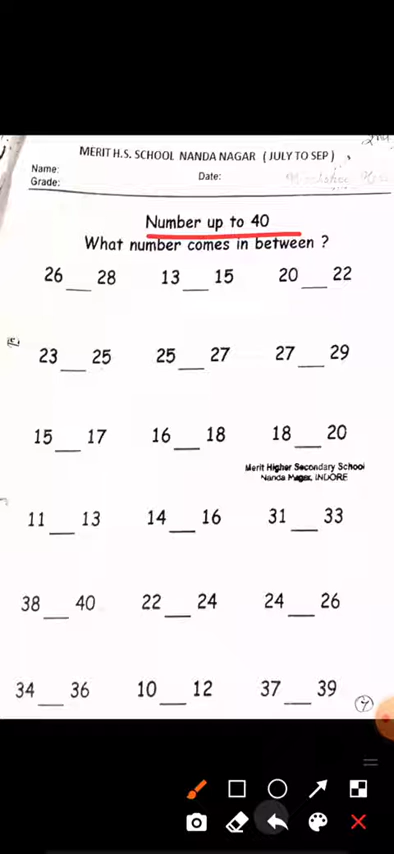 MERIT H.S. SCHOOL NANDA NAGAR ( JULY TO SEP )
Name:
Date:
Grade:
Number up to 40
What number comes in between ?
26 __ 28 13 __ 15 20 __ 22
23 __ 25 25 __ 27 27 __ 29
15 __ 17 16 __ 18 18 __ 20
Merit Higher Secondary School
Nanda Nagar, INDORE
11 __ 13 14 __ 16 31 __ 33
38 __ 40 22 __ 24 24 __ 26
34 __ 36 10 __ 12 37 __ 39